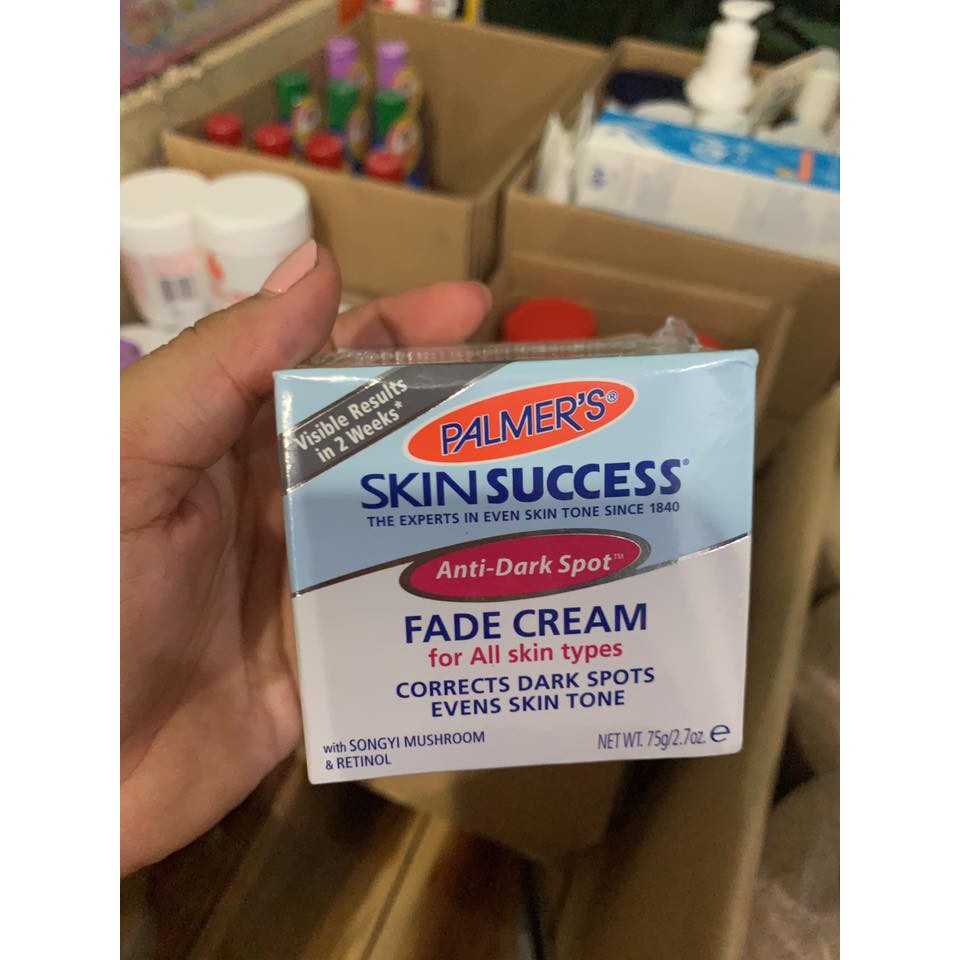 Visible Results
in 2 Weeks*
PALMER'S®
SKIN SUCCESS®
THE EXPERTS IN EVEN SKIN TONE SINCE 1840
Anti-Dark Spot™
FADE CREAM
for All skin types
CORRECTS DARK SPOTS
EVENS SKIN TONE
with SONGYI MUSHROOM
& RETINOL
NET WT. 75g/2.7oz. ℮